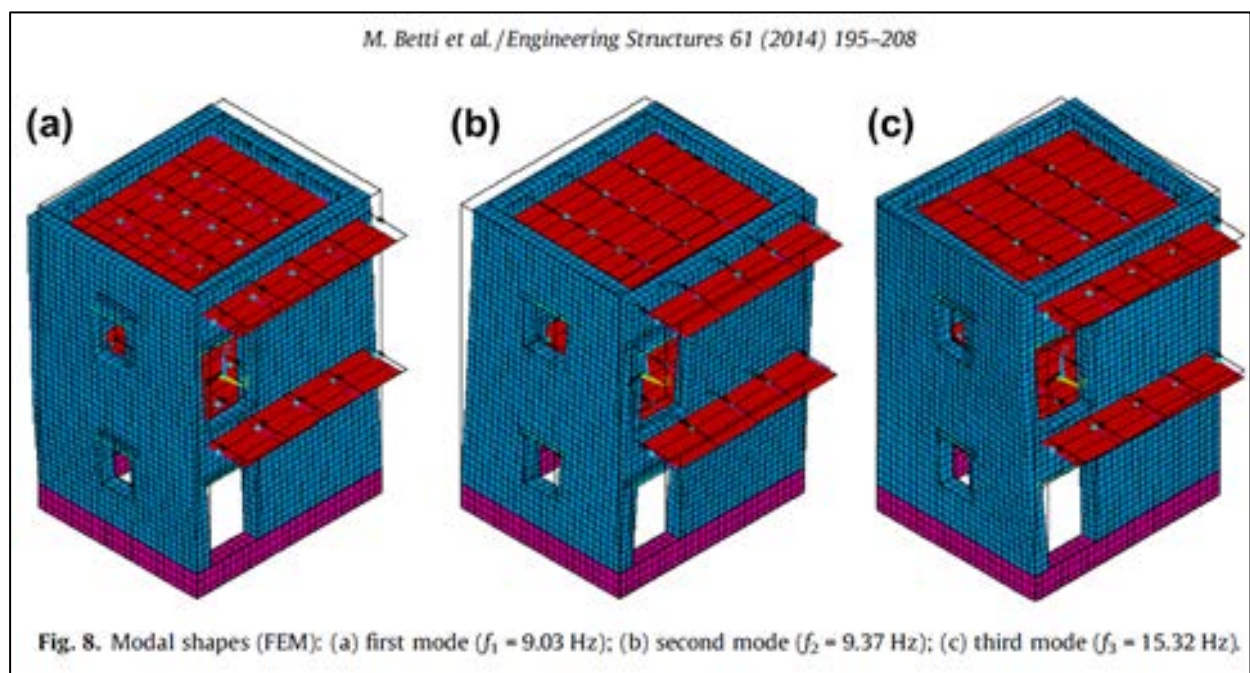 M. Betti et al. / Engineering Structures 61 (2014) 195–208
(a)
(b)
(c)
Fig. 8. Modal shapes (FEM): (a) first mode (f₁ = 9.03 Hz); (b) second mode (f₂ = 9.37 Hz); (c) third mode (f₃ = 15.32 Hz).